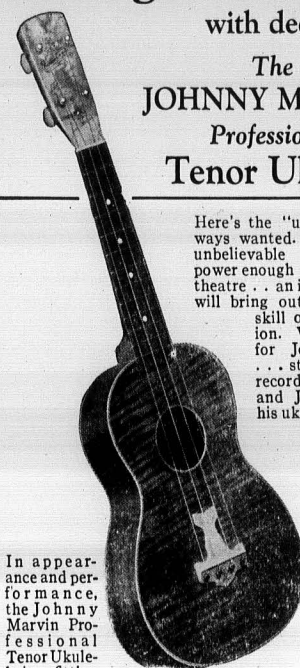 with dec
The
JOHNNY M
Professio
Tenor Uk
Here's the "u
ways wanted.
unbelievable
power enough
theatre . . an i
will bring out
skill o
ion. V
for Jo
. . . st
record
and J
his uk
In appear-
ance and per-
formance,
the Johnny
Marvin Pro-
fessional
Tenor Ukule-